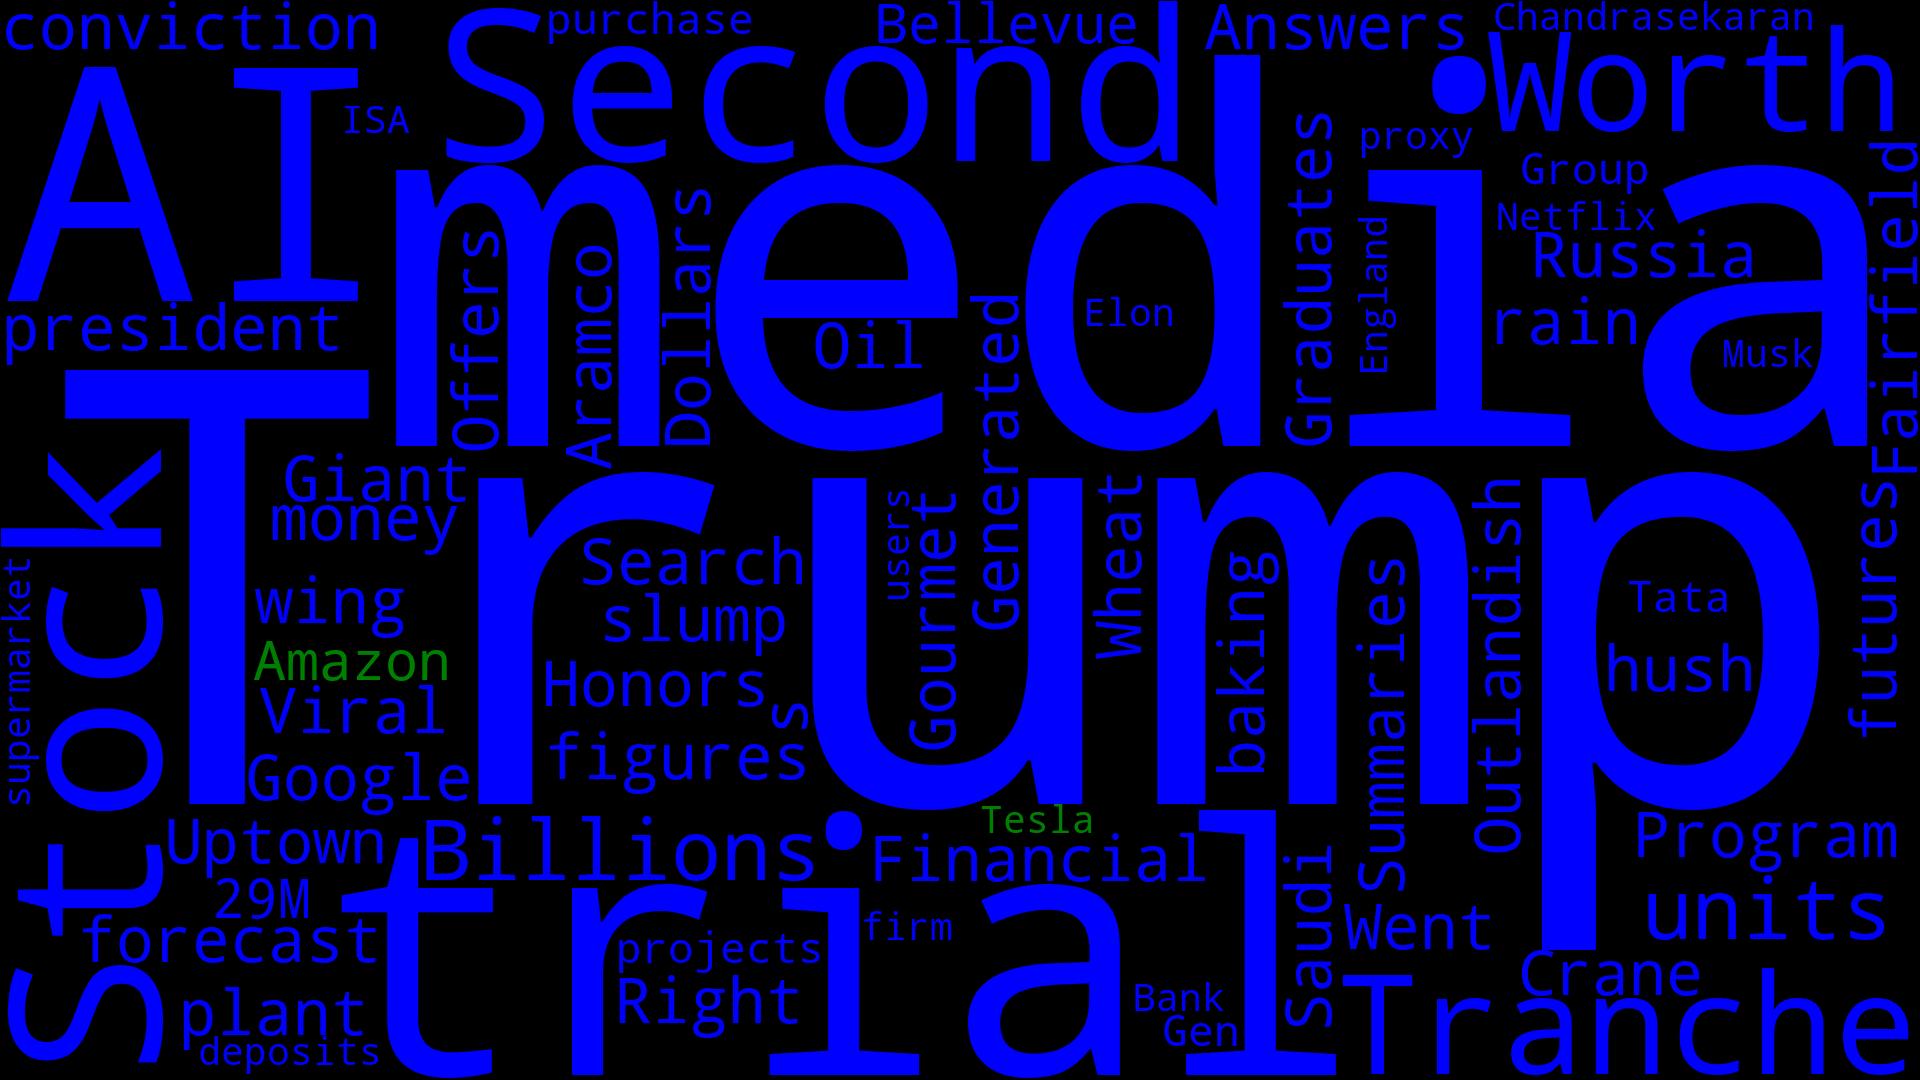 conviction
purchase
Bellevue
Answers
Chandrasekaran
Second
Worth
AI
ISA
proxy
Group
Netflix
Russia
rain
media
Offers
Aramco
Dollars
Oil
Generated
Elon
Graduates
England
Musk
Fairfield
president
Trump
Stock
supermarket
Giant
money
wing
Amazon
Viral
Google
Search
slump
Honors
s
figures
users
Gourmet
Wheat
baking
Summaries
Outlandish
Tata
hush
futures
Uptown
29M
forecast
plant
deposits
Billions
Tesla
Financial
trial
firm
projects
Right
Bank
Gen
Saudi
Went
Program
units
Crane
Tranche